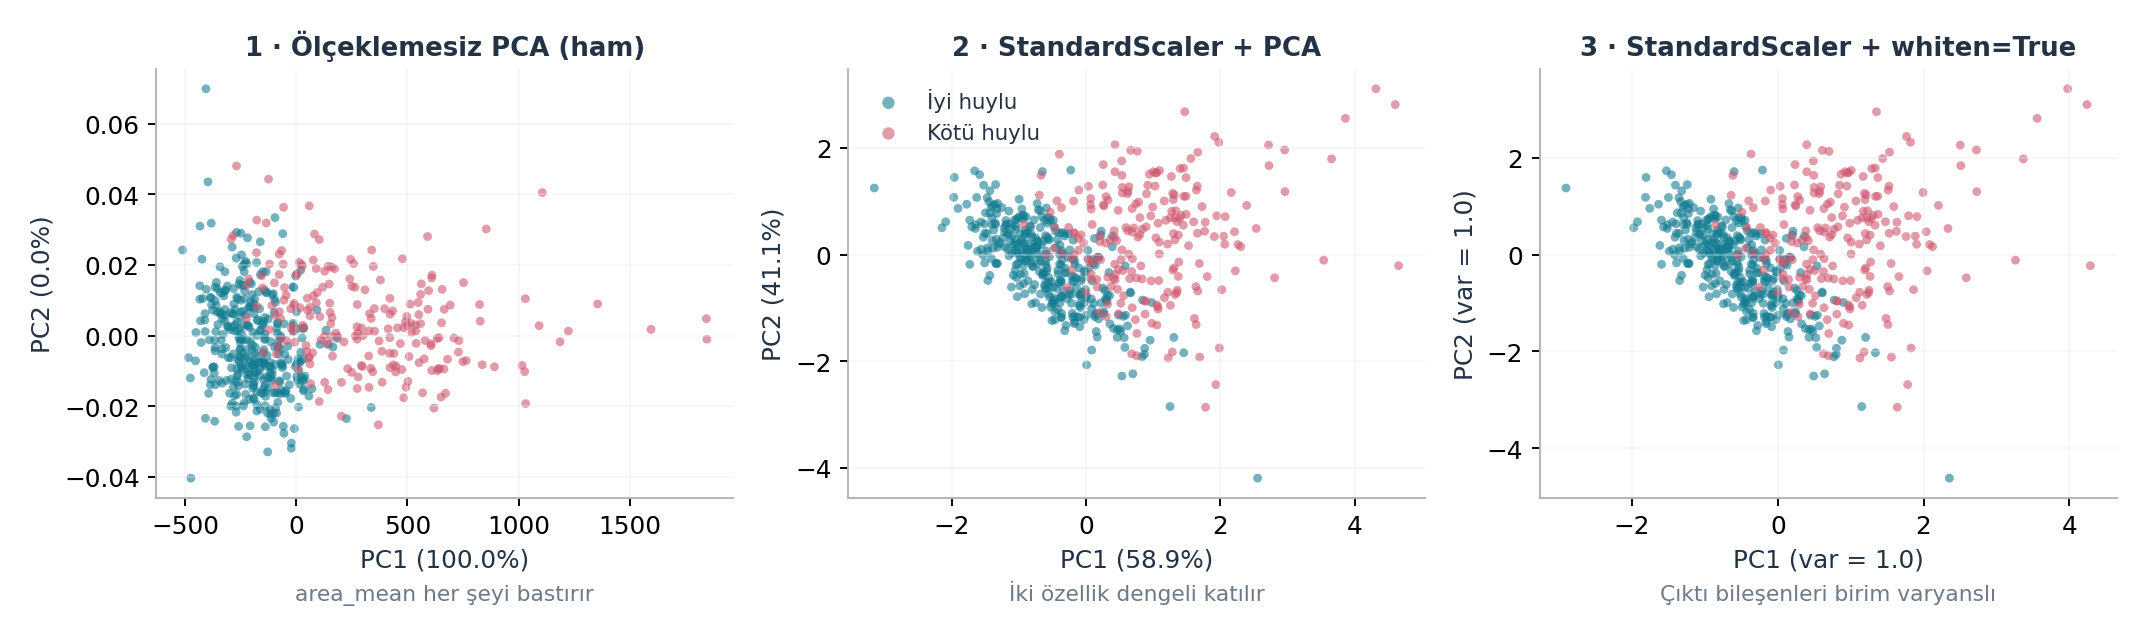 1 · Ölçeklemesiz PCA (ham)
0.06
0.04
0.02
0.00
−0.02
−0.04
PC2 (0.0%)
−500
0
500
1000
1500
PC1 (100.0%)
area_mean her şeyi bastırır
2 · StandardScaler + PCA
İyi huylu
Kötü huylu
2
0
−2
−4
PC2 (41.1%)
−2
0
2
4
PC1 (58.9%)
İki özellik dengeli katılır
3 · StandardScaler + whiten=True
2
0
−2
−4
PC2 (var = 1.0)
−2
0
2
4
PC1 (var = 1.0)
Çıktı bileşenleri birim varyanslı